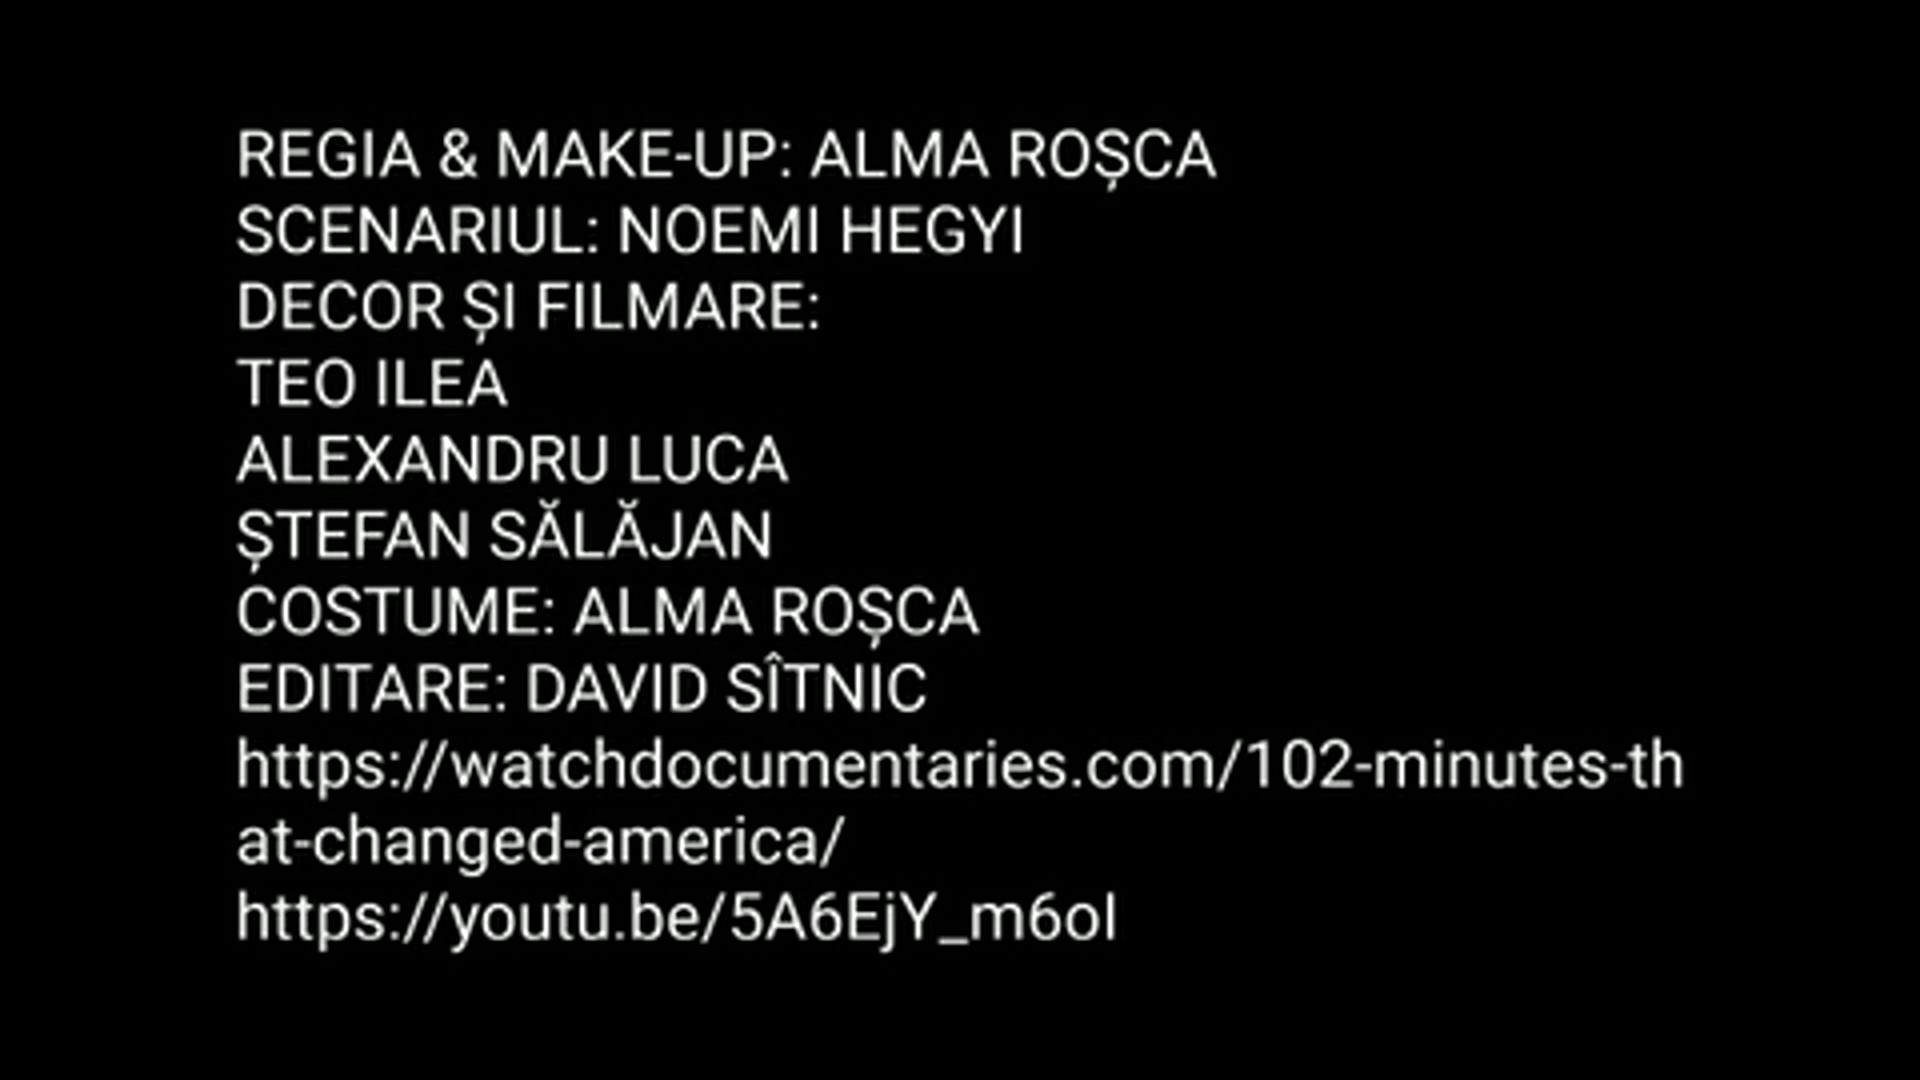 REGIA & MAKE-UP: ALMA ROȘCA
SCENARIUL: NOEMI HEGYI
DECOR ȘI FILMARE:
TEO ILEA
ALEXANDRU LUCA
ȘTEFAN SĂLĂJAN
COSTUME: ALMA ROȘCA
EDITARE: DAVID SÎTNIC
https://watchdocumentaries.com/102-minutes-th
at-changed-america/
https://youtu.be/5A6EjY_m6oI